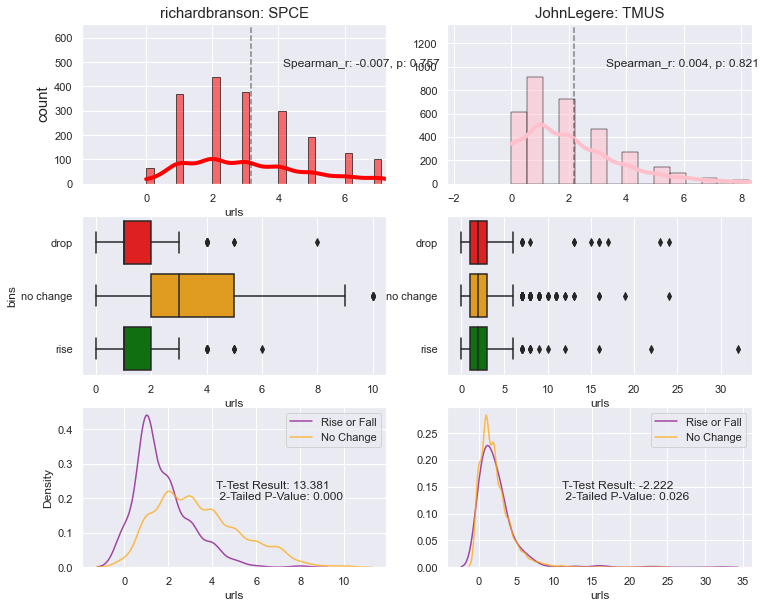 richardbranson: SPCE
JohnLegere: TMUS
600
500
400
300
200
100
0
count
Spearman_r: -0.007, p: 0.757
0
2
4
6
urls
1200
1000
800
600
400
200
0
Spearman_r: 0.004, p: 0.821
-2
0
2
4
6
8
urls
bins
drop
no change
rise
0
2
4
6
8
10
urls
drop
no change
rise
0
5
10
15
20
25
30
urls
Density
0.4
0.3
0.2
0.1
0.0
Rise or Fall
No Change
T-Test Result: 13.381
2-Tailed P-Value: 0.000
0
2
4
6
8
10
urls
0.25
0.20
0.15
0.10
0.05
0.00
Rise or Fall
No Change
T-Test Result: -2.222
2-Tailed P-Value: 0.026
0
5
10
15
20
25
30
35
urls